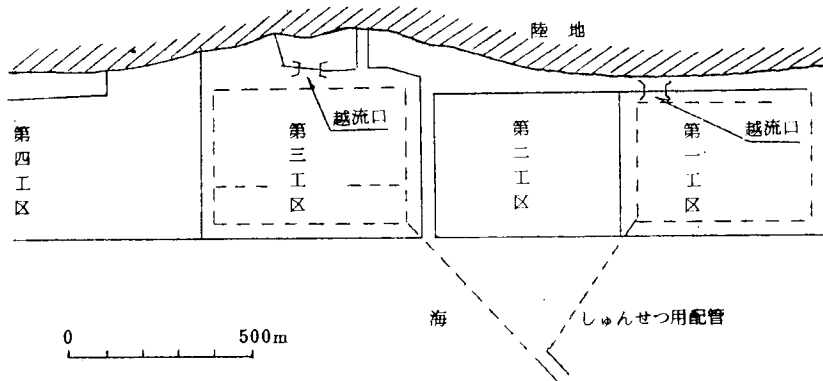 陸地
越流口
越流口
第四工区
第三工区
第二工区
第一工区
海
しゅんせつ用配管
0 500m